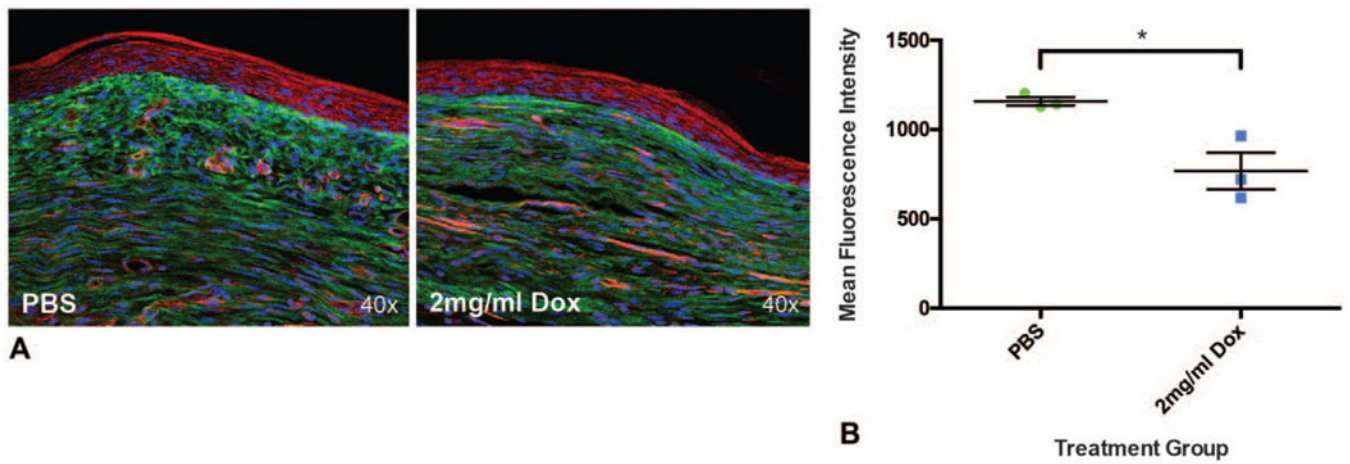 PBS
40x
2mg/ml Dox
40x
A
Mean Fluorescence Intensity
1500
1000
500
0
*
PBS
2mg/ml Dox
Treatment Group
B